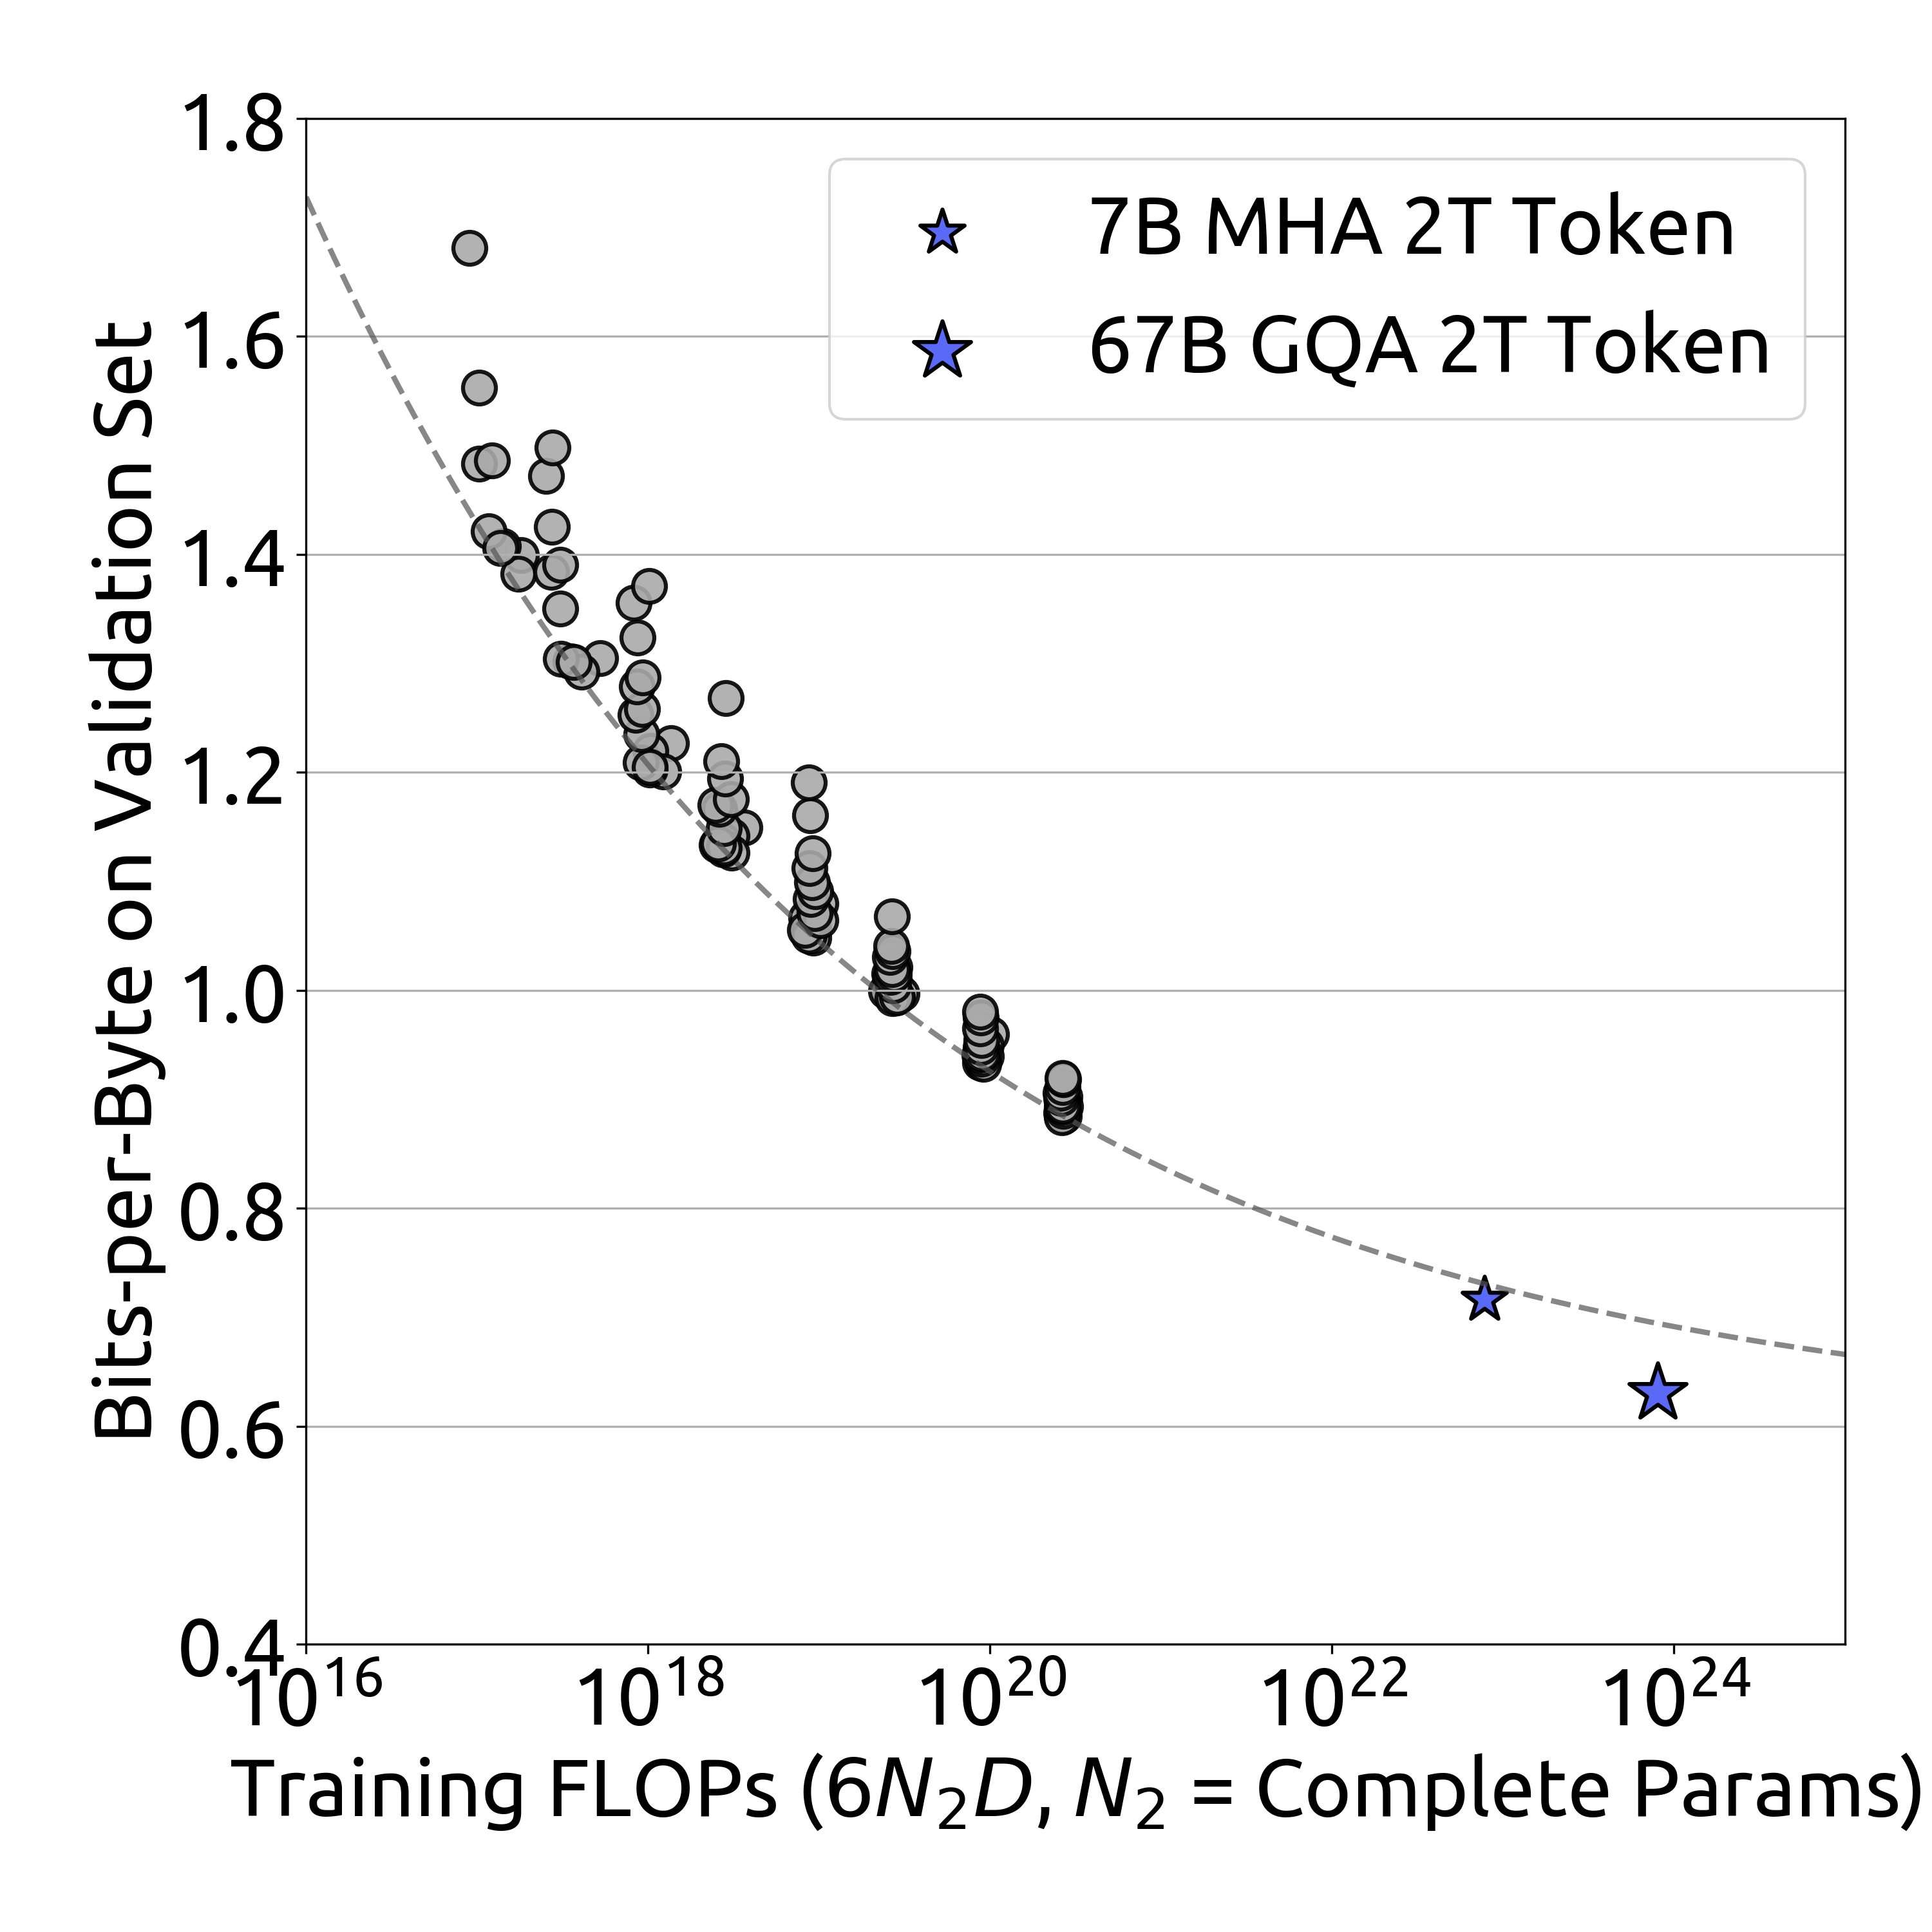 1.8
1.6
1.4
1.2
1.0
0.8
0.6
0.4
Bits-per-Byte on Validation Set
7B MHA 2T Token
67B GQA 2T Token
10^16 10^18 10^20 10^22 10^24
Training FLOPs (6N₂D, N₂ = Complete Params)